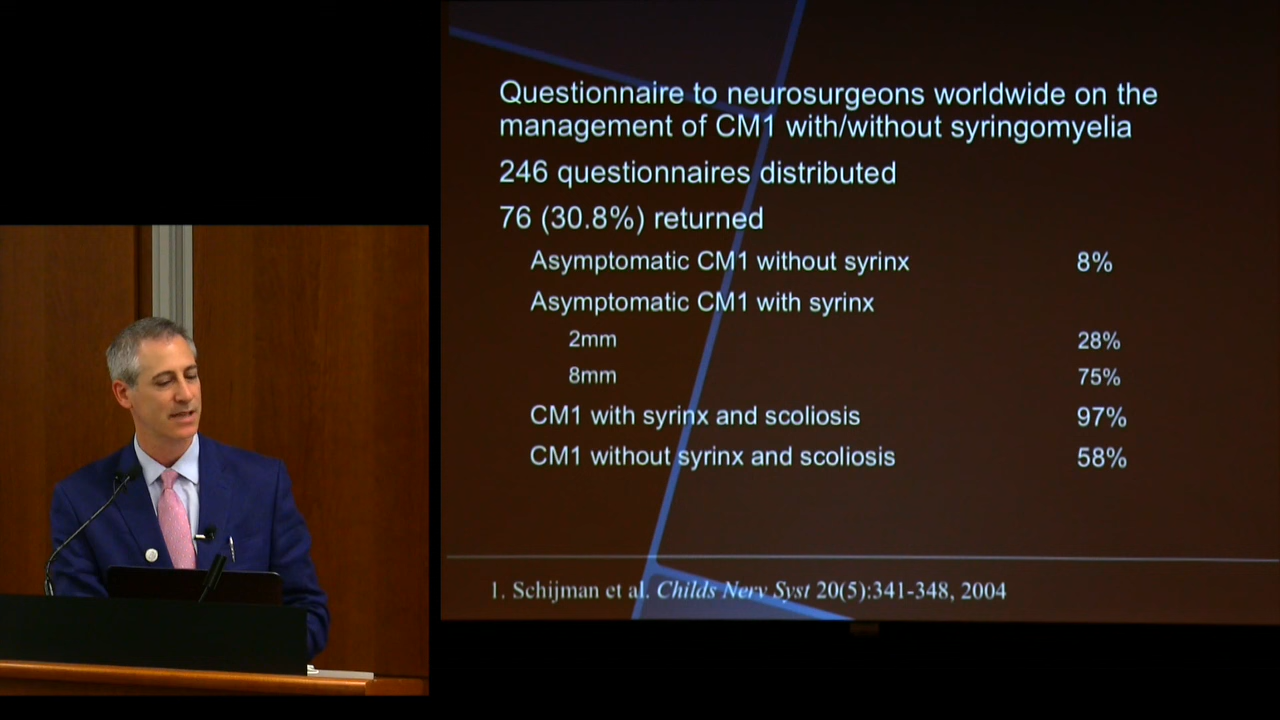 Questionnaire to neurosurgeons worldwide on the
management of CM1 with/without syringomyelia
246 questionnaires distributed
76 (30.8%) returned
Asymptomatic CM1 without syrinx 8%
Asymptomatic CM1 with syrinx
2mm 28%
8mm 75%
CM1 with syrinx and scoliosis 97%
CM1 without syrinx and scoliosis 58%
1. Schijman et al. Childs Nerv Syst 20(5):341-348, 2004